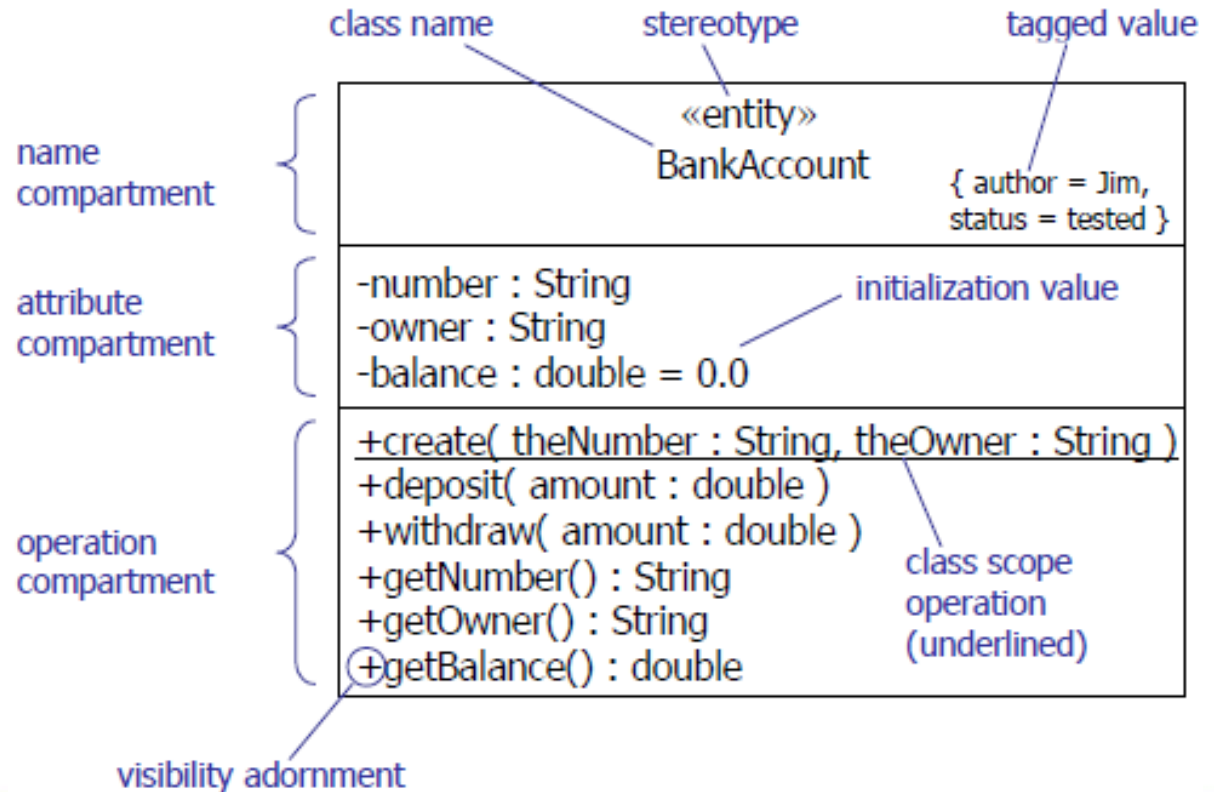 class name
stereotype
tagged value
«entity»
BankAccount
name
compartment
{ author = Jim,
status = tested }
attribute
compartment
-number : String
-owner : String
-balance : double = 0.0
initialization value
operation
compartment
+create( theNumber : String, theOwner : String )
+deposit( amount : double )
+withdraw( amount : double )
+getNumber() : String
+getOwner() : String
+getBalance() : double
class scope
operation
(underlined)
visibility adornment